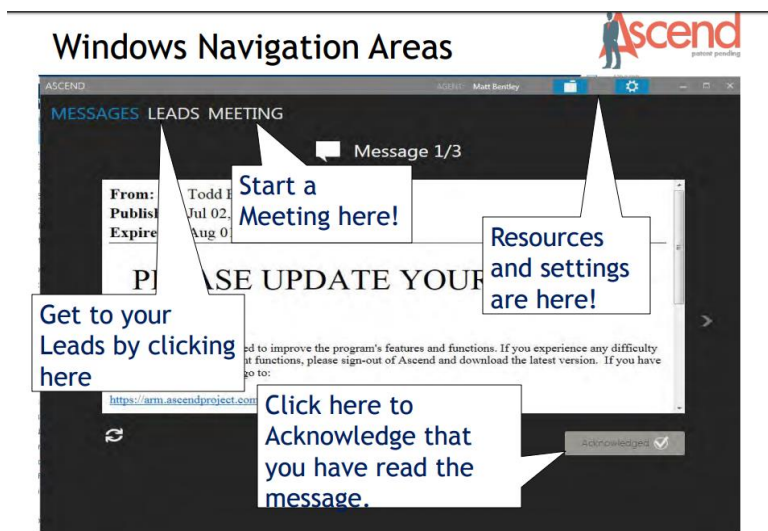 Windows Navigation Areas
Ascend
patent pending
ASCEND
AGENT: Matt Bentley
MESSAGES LEADS MEETING
Message 1/3
Start a
Meeting here!
From: Todd
Publis Jul 02,
Expire Aug 01
Resources
and settings
are here!
P ASE UPDATE YOUR
Get to your
Leads by clicking
here
ed to improve the program's features and functions. If you experience any difficulty
nt functions, please sign-out of Ascend and download the latest version. If you have
go to:
https://arm.ascendproject.com
Click here to
Acknowledge that
you have read the
message.
Acknowledged